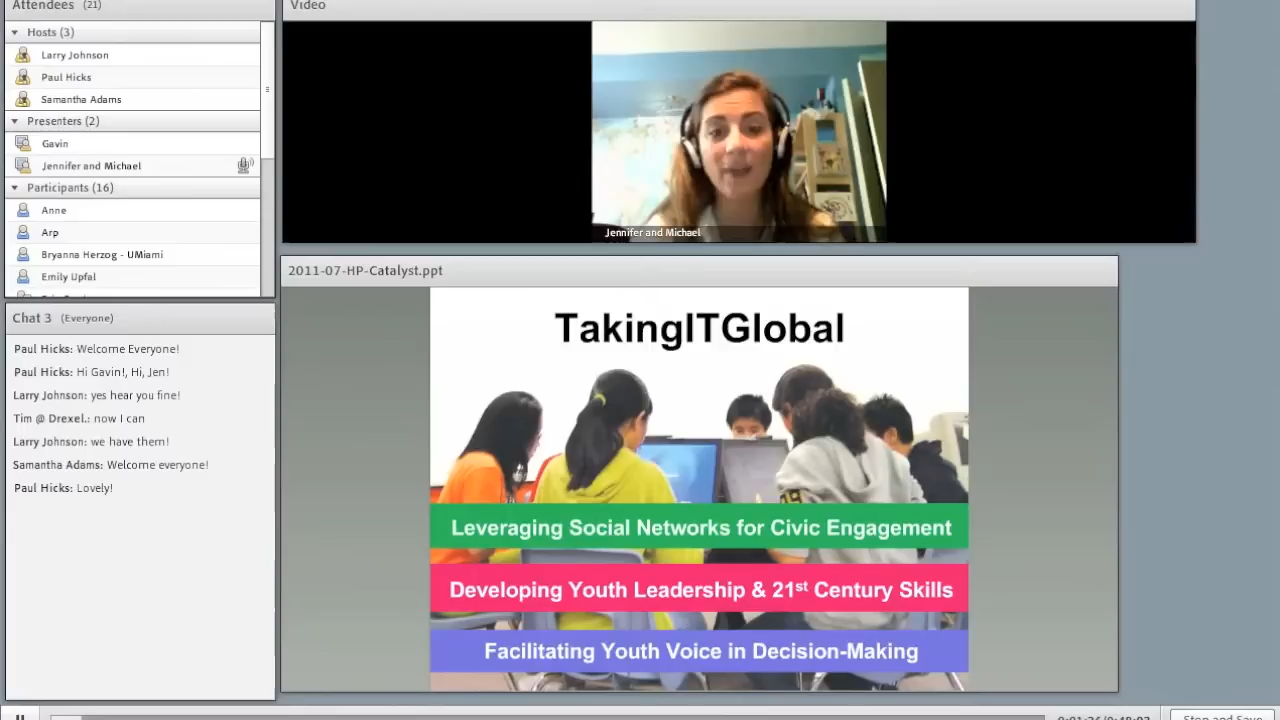 Attendees (21)
Hosts (3)
Larry Johnson
Paul Hicks
Samantha Adams
Presenters (2)
Gavin
Jennifer and Michael
Participants (16)
Anne
Arp
Bryanna Herzog - UMiami
Emily Upfal
Chat 3 (Everyone)
Paul Hicks: Welcome Everyone!
Paul Hicks: Hi Gavin!, Hi, Jen!
Larry Johnson: yes hear you fine!
Tim @ Drexel.: now I can
Larry Johnson: we have them!
Samantha Adams: Welcome everyone!
Paul Hicks: Lovely!
Video
Jennifer and Michael
2011-07-HP-Catalyst.ppt
TakingITGlobal
Leveraging Social Networks for Civic Engagement
Developing Youth Leadership & 21st Century Skills
Facilitating Youth Voice in Decision-Making
Stop and Save